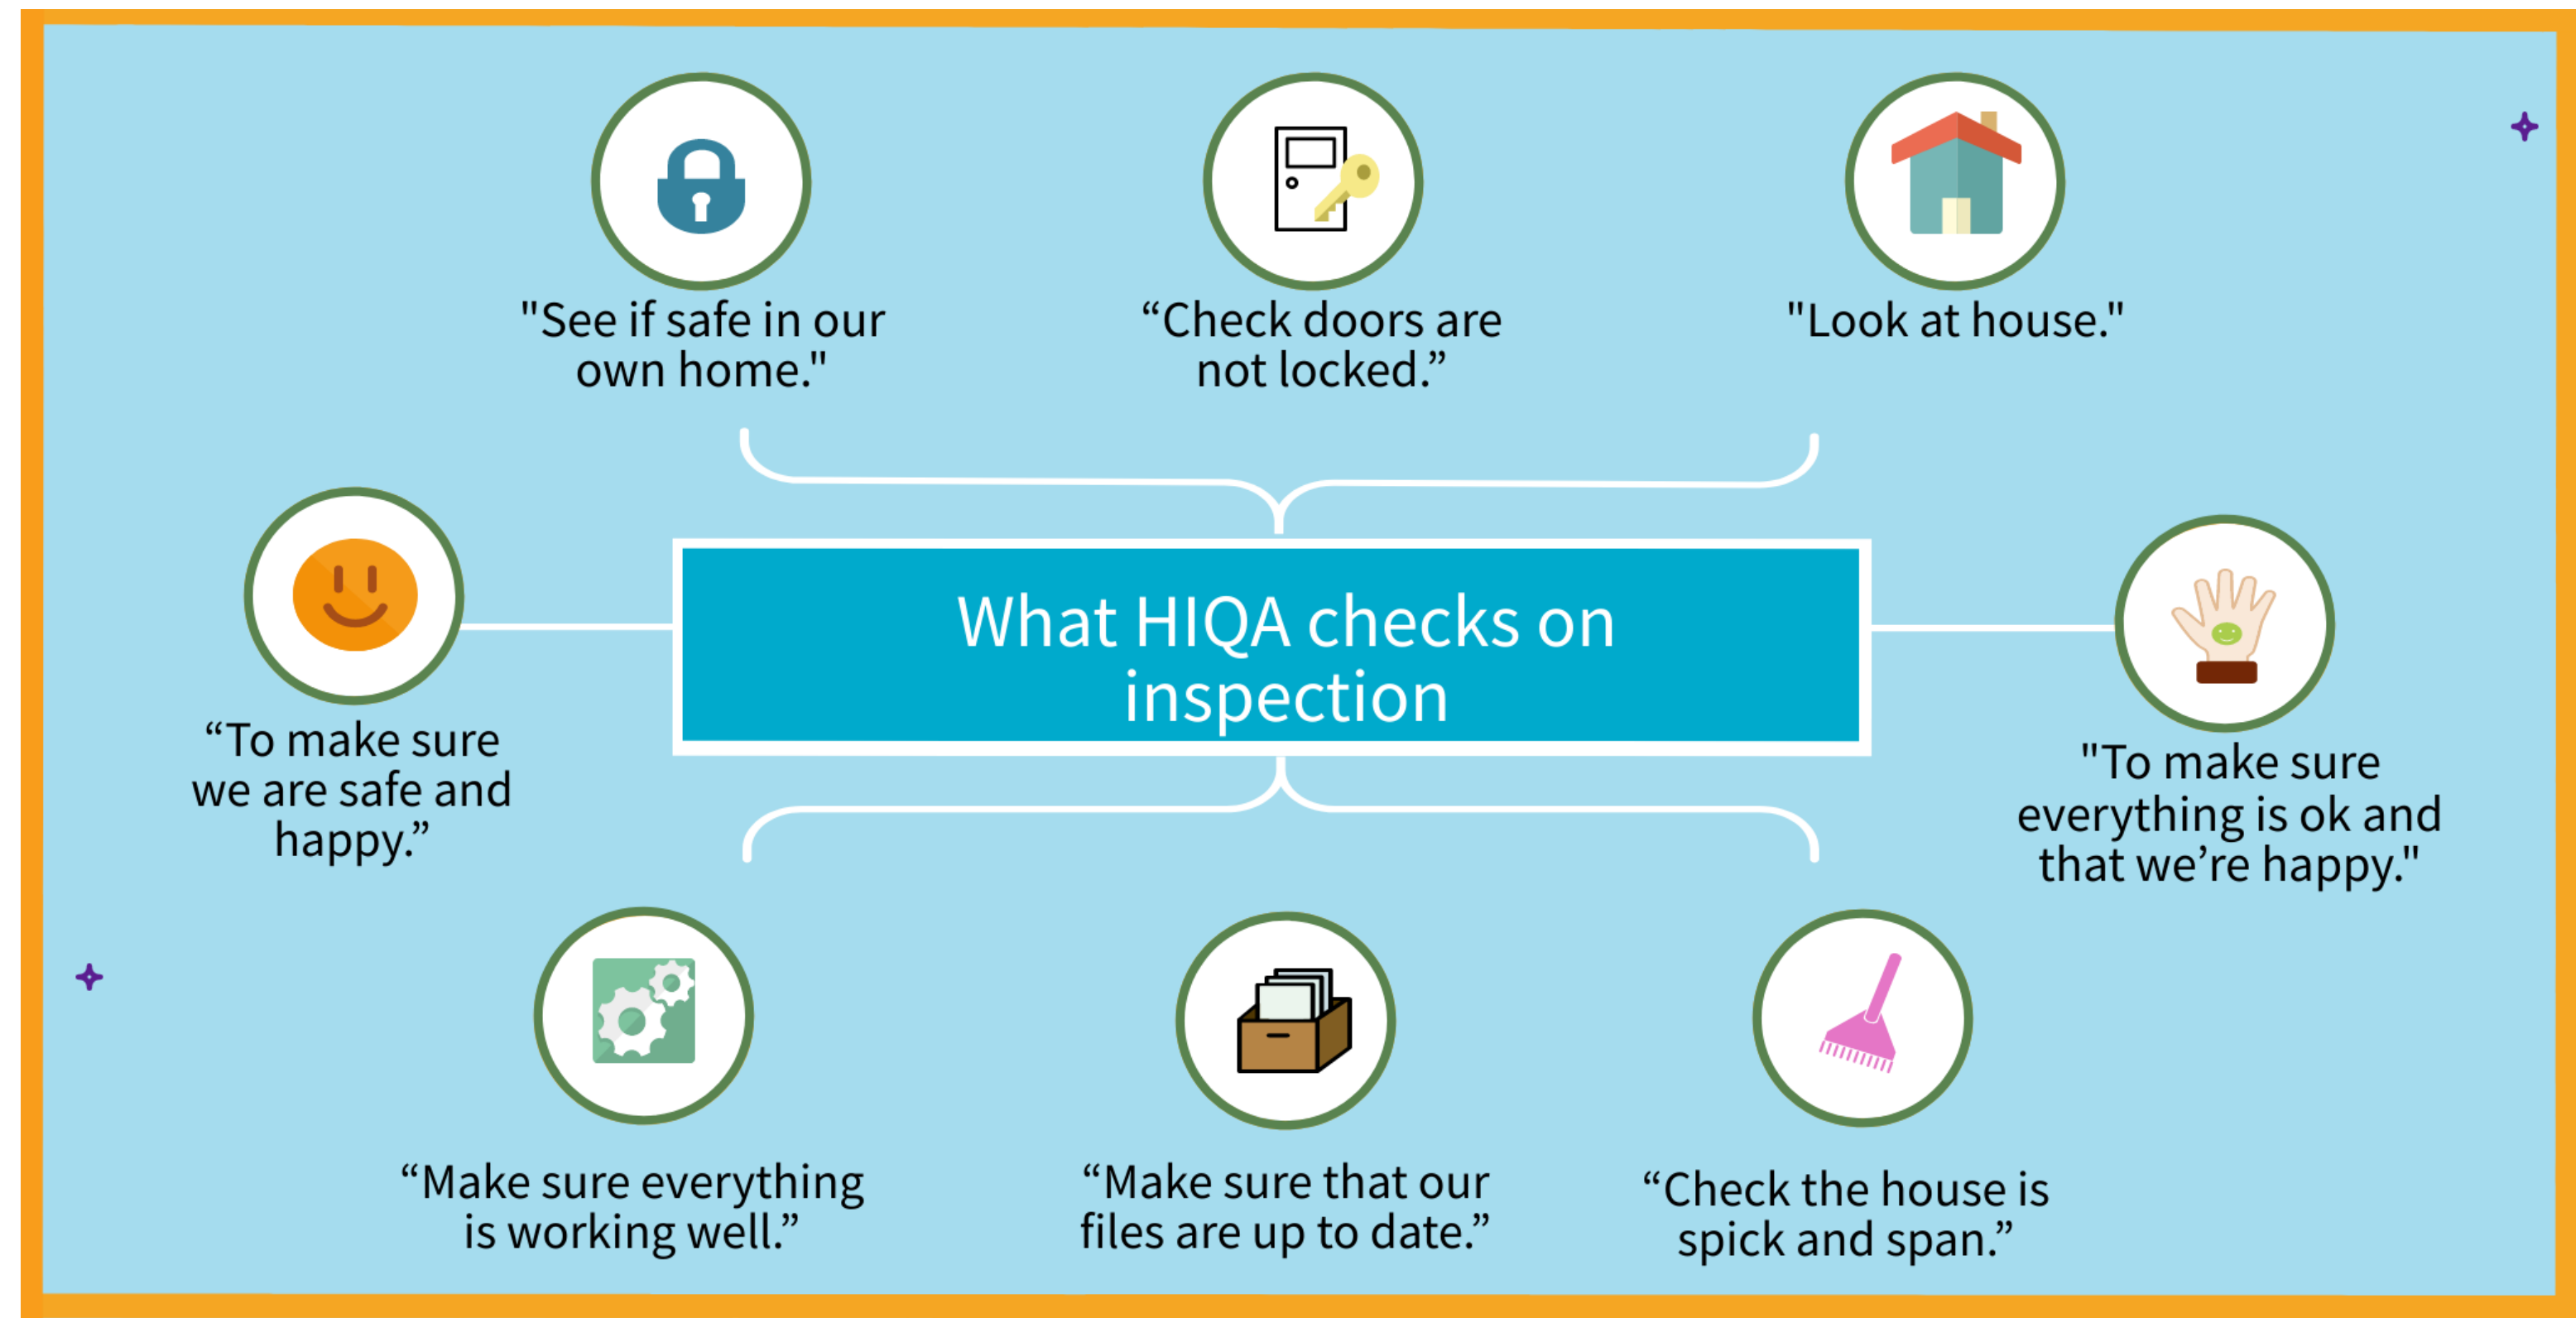 "See if safe in our
own home."
“Check doors are
not locked.”
"Look at house."
What HIQA checks on
inspection
“To make sure
we are safe and
happy.”
"To make sure
everything is ok and
that we’re happy."
“Make sure everything
is working well.”
“Make sure that our
files are up to date.”
“Check the house is
spick and span.”